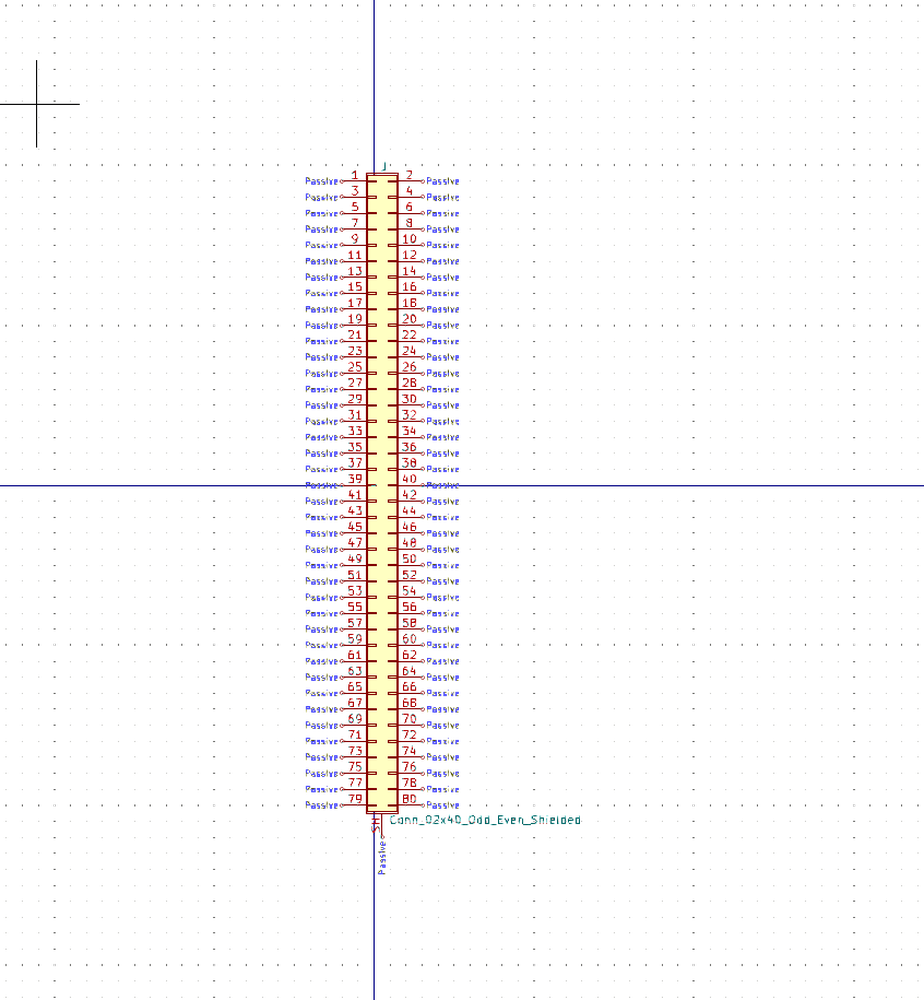 J
Passive 1 2 Passive
Passive 3 4 Passive
Passive 5 6 Passive
Passive 7 8 Passive
Passive 9 10 Passive
Passive 11 12 Passive
Passive 13 14 Passive
Passive 15 16 Passive
Passive 17 18 Passive
Passive 19 20 Passive
Passive 21 22 Passive
Passive 23 24 Passive
Passive 25 26 Passive
Passive 27 28 Passive
Passive 29 30 Passive
Passive 31 32 Passive
Passive 33 34 Passive
Passive 35 36 Passive
Passive 37 38 Passive
Passive 39 40 Passive
Passive 41 42 Passive
Passive 43 44 Passive
Passive 45 46 Passive
Passive 47 48 Passive
Passive 49 50 Passive
Passive 51 52 Passive
Passive 53 54 Passive
Passive 55 56 Passive
Passive 57 58 Passive
Passive 59 60 Passive
Passive 61 62 Passive
Passive 63 64 Passive
Passive 65 66 Passive
Passive 67 68 Passive
Passive 69 70 Passive
Passive 71 72 Passive
Passive 73 74 Passive
Passive 75 76 Passive
Passive 77 78 Passive
Passive 79 80 Passive
SH Conn_02x40_Odd_Even_Shielded
Passive